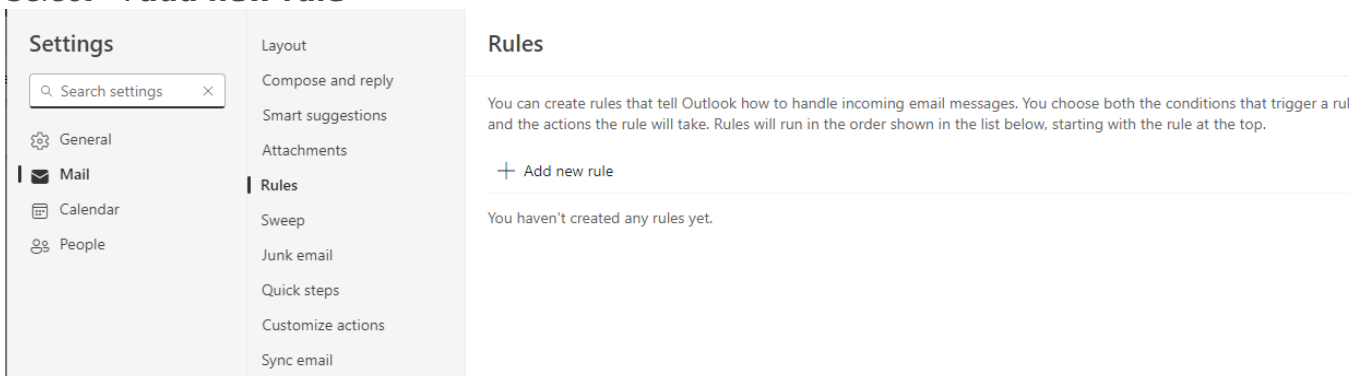 Settings
Search settings
General
Mail
Calendar
People
Layout
Compose and reply
Smart suggestions
Attachments
Rules
Sweep
Junk email
Quick steps
Customize actions
Sync email
Rules
You can create rules that tell Outlook how to handle incoming email messages. You choose both the conditions that trigger a
and the actions the rule will take. Rules will run in the order shown in the list below, starting with the rule at the top.
Add new rule
You haven't created any rules yet.